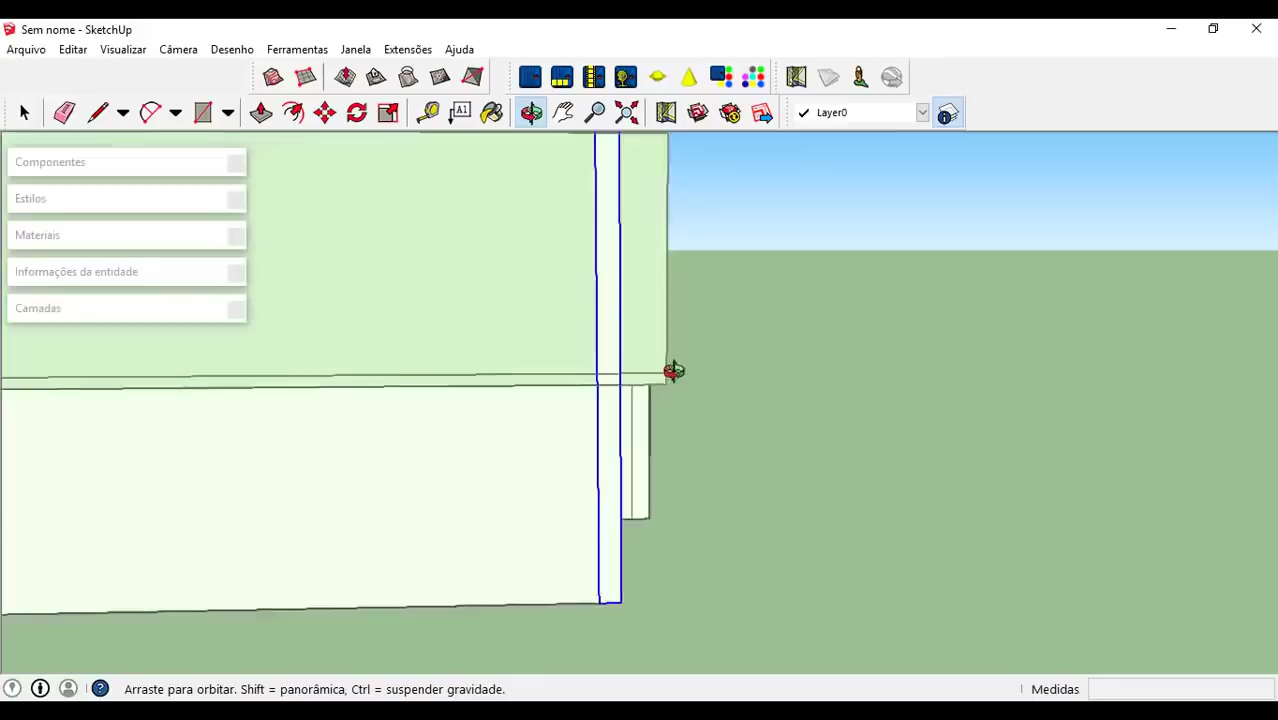 Sem nome - SketchUp
Arquivo Editar Visualizar Câmera Desenho Ferramentas Janela Extensões Ajuda
A1
Layer0
Componentes
Estilos
Materiais
Informações da entidade
Camadas
Arraste para orbitar. Shift = panorâmica, Ctrl = suspender gravidade.
Medidas